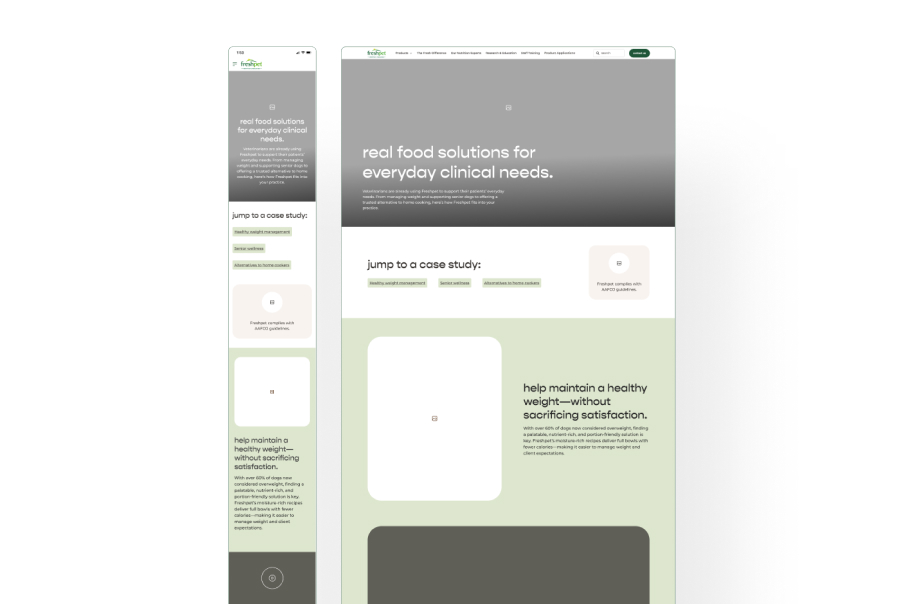 freshpet
real food solutions
for everyday clinical
needs.
Veterinarians are already using
Freshpet to support their patients'
everyday needs. From managing
weight and supporting senior dogs to
offering a trusted alternative to home
cooking, here's how Freshpet fits into
your practice.
jump to a case study:
Healthy weight management
Senior wellness
Alternatives to home cookers
Freshpet complies with
AAFCO guidelines.
help maintain a
healthy weight—
without sacrificing
satisfaction.
With over 60% of dogs now
considered overweight, finding a
palatable, nutrient-rich, and
portion-friendly solution is key.
Freshpet's moisture-rich recipes
deliver full bowls with fewer
calories—making it easier to
manage weight and client
expectations.
freshpet
Products
The Fresh Difference
Our Nutrition Experts
Research & Education
Staff Training
Product Applications
Search
contact us
real food solutions for
everyday clinical needs.
Veterinarians are already using Freshpet to support their patients' everyday
needs. From managing weight and supporting senior dogs to offering a
trusted alternative to home cooking, here's how Freshpet fits into your
practice.
jump to a case study:
Healthy weight management
Senior wellness
Alternatives to home cookers
Freshpet complies with
AAFCO guidelines.
help maintain a healthy
weight—without
sacrificing satisfaction.
With over 60% of dogs now considered overweight, finding
a palatable, nutrient-rich, and portion-friendly solution is
key. Freshpet's moisture-rich recipes deliver full bowls with
fewer calories—making it easier to manage weight and
client expectations.